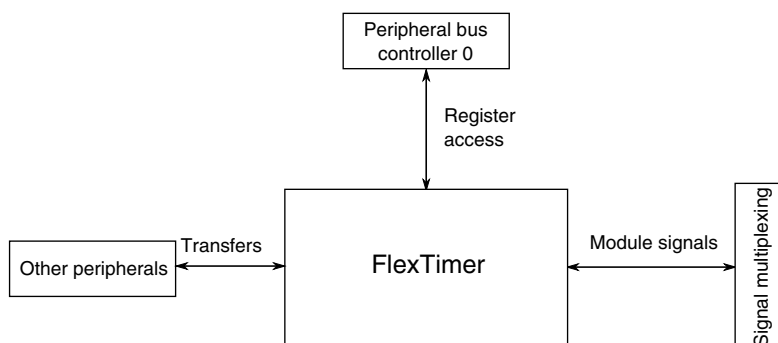 Peripheral bus
controller 0
Register
access
Transfers
Other peripherals
FlexTimer
Module signals
Signal multiplexing